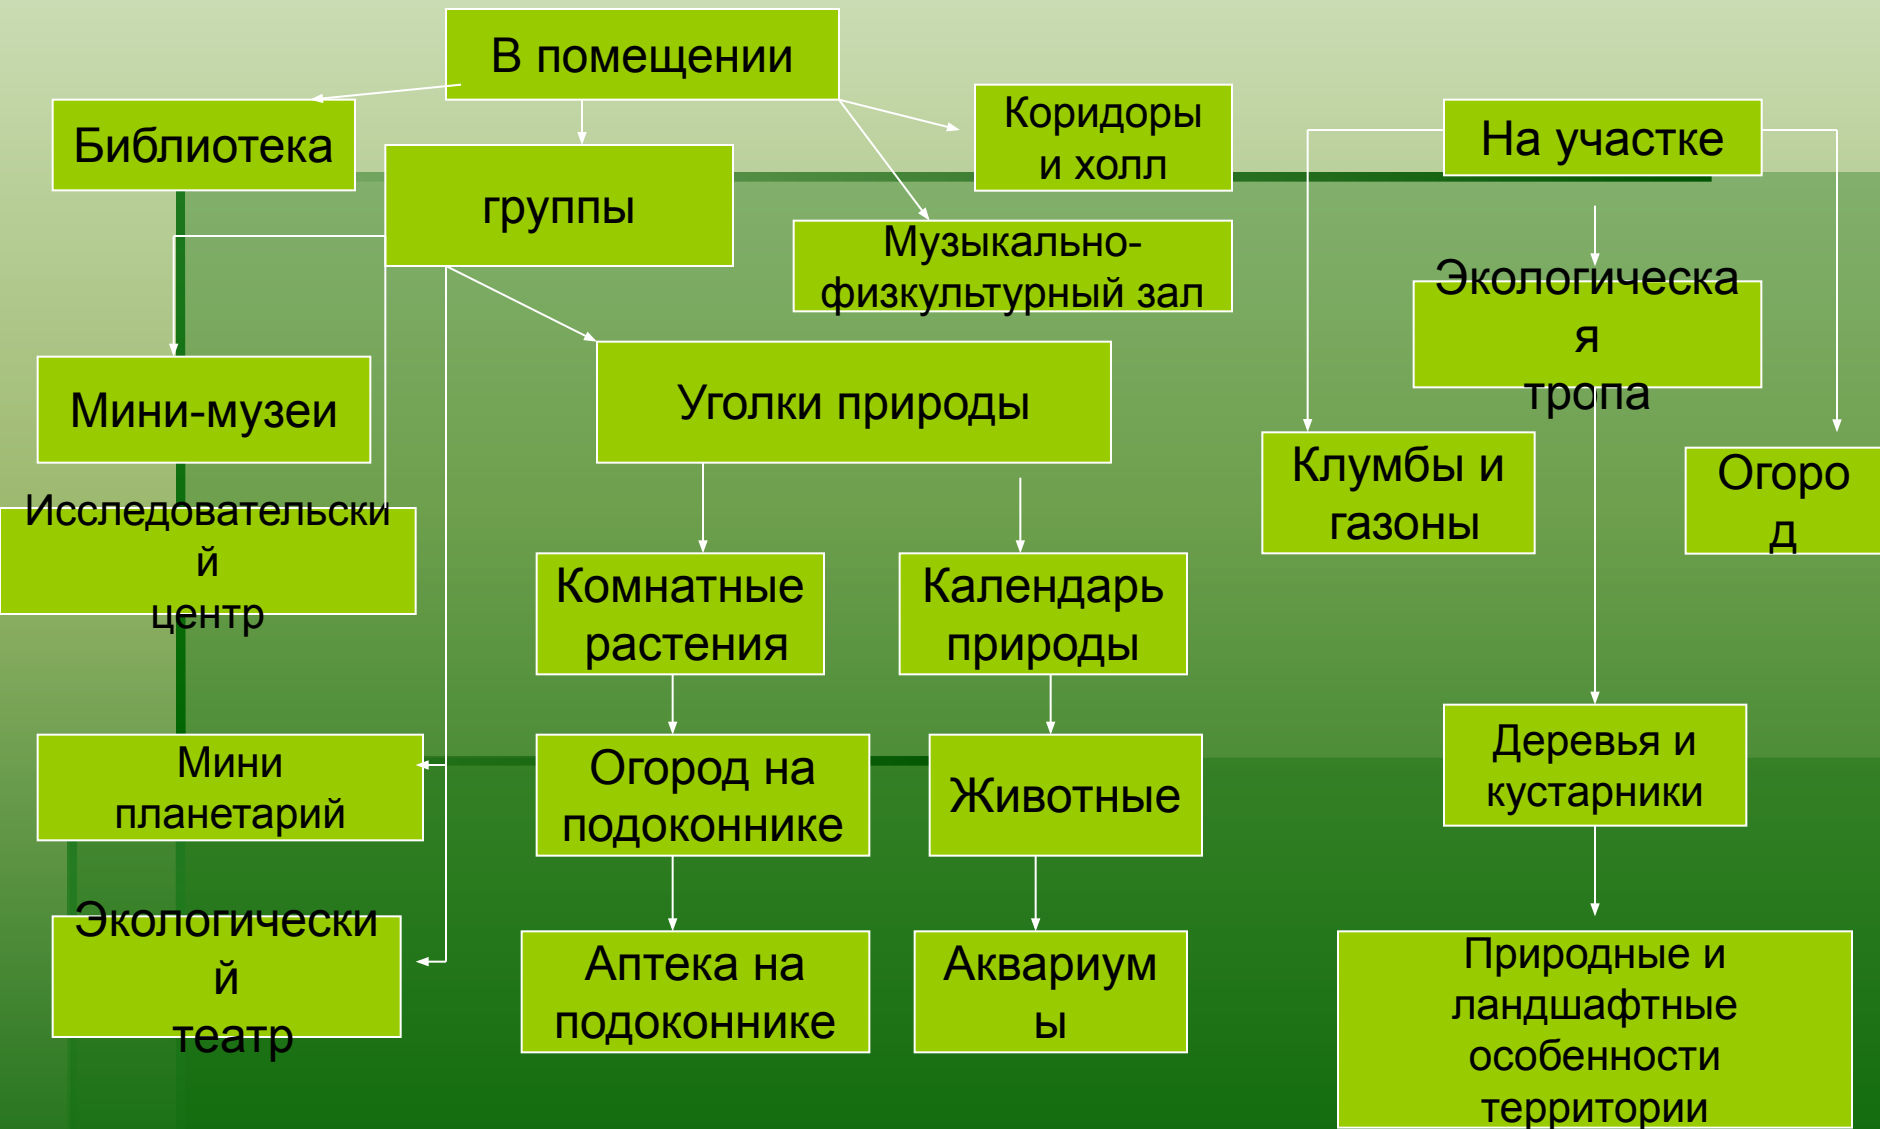 В помещении
Библиотека
группы
Коридоры
и холл
Музыкально-
физкультурный зал
На участке
Экологическа
я
тропа
Мини-музеи
Уголки природы
Клумбы и
газоны
Огоро
д
Исследовательски
й
центр
Комнатные
растения
Календарь
природы
Мини
планетарий
Огород на
подоконнике
Животные
Деревья и
кустарники
Экологически
й
театр
Аптека на
подоконнике
Аквариум
ы
Природные и
ландшафтные
особенности
территории